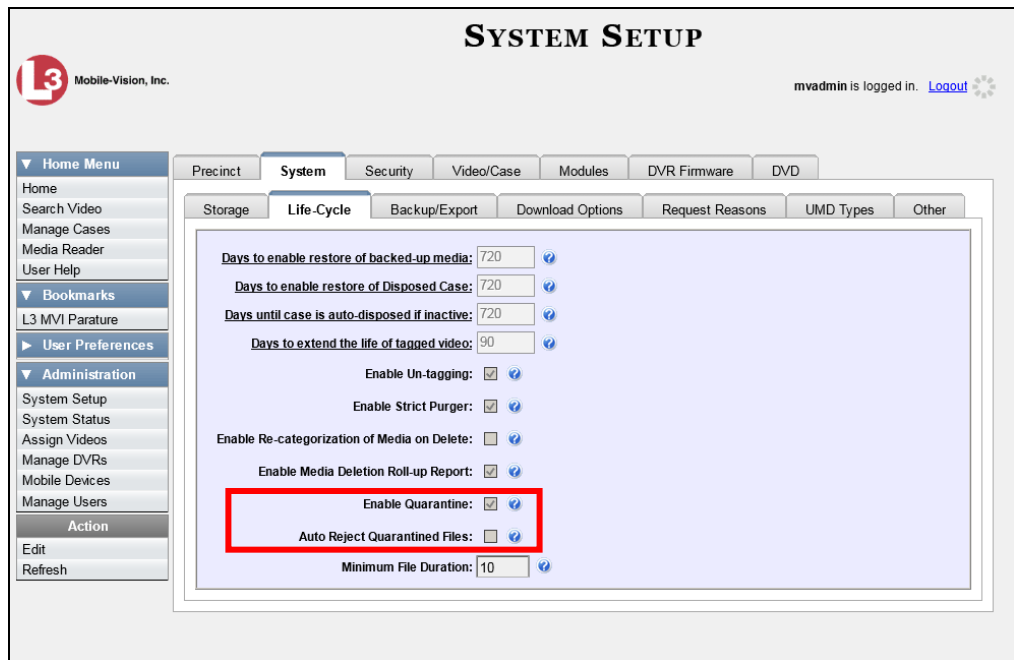 SYSTEM SETUP
L3 Mobile-Vision, Inc.
mvadmin is logged in. Logout
▼ Home Menu
Home
Search Video
Manage Cases
Media Reader
User Help
▼ Bookmarks
L3 MVI Parature
► User Preferences
▼ Administration
System Setup
System Status
Assign Videos
Manage DVRs
Mobile Devices
Manage Users
Action
Edit
Refresh
Precinct System Security Video/Case Modules DVR Firmware DVD
Storage Life-Cycle Backup/Export Download Options Request Reasons UMD Types Other
Days to enable restore of backed-up media: 720 ?
Days to enable restore of Disposed Case: 720 ?
Days until case is auto-disposed if inactive: 720 ?
Days to extend the life of tagged video: 90 ?
Enable Un-tagging: ?
Enable Strict Purger: ?
Enable Re-categorization of Media on Delete: ?
Enable Media Deletion Roll-up Report: ?
Enable Quarantine: ?
Auto Reject Quarantined Files: ?
Minimum File Duration: 10 ?